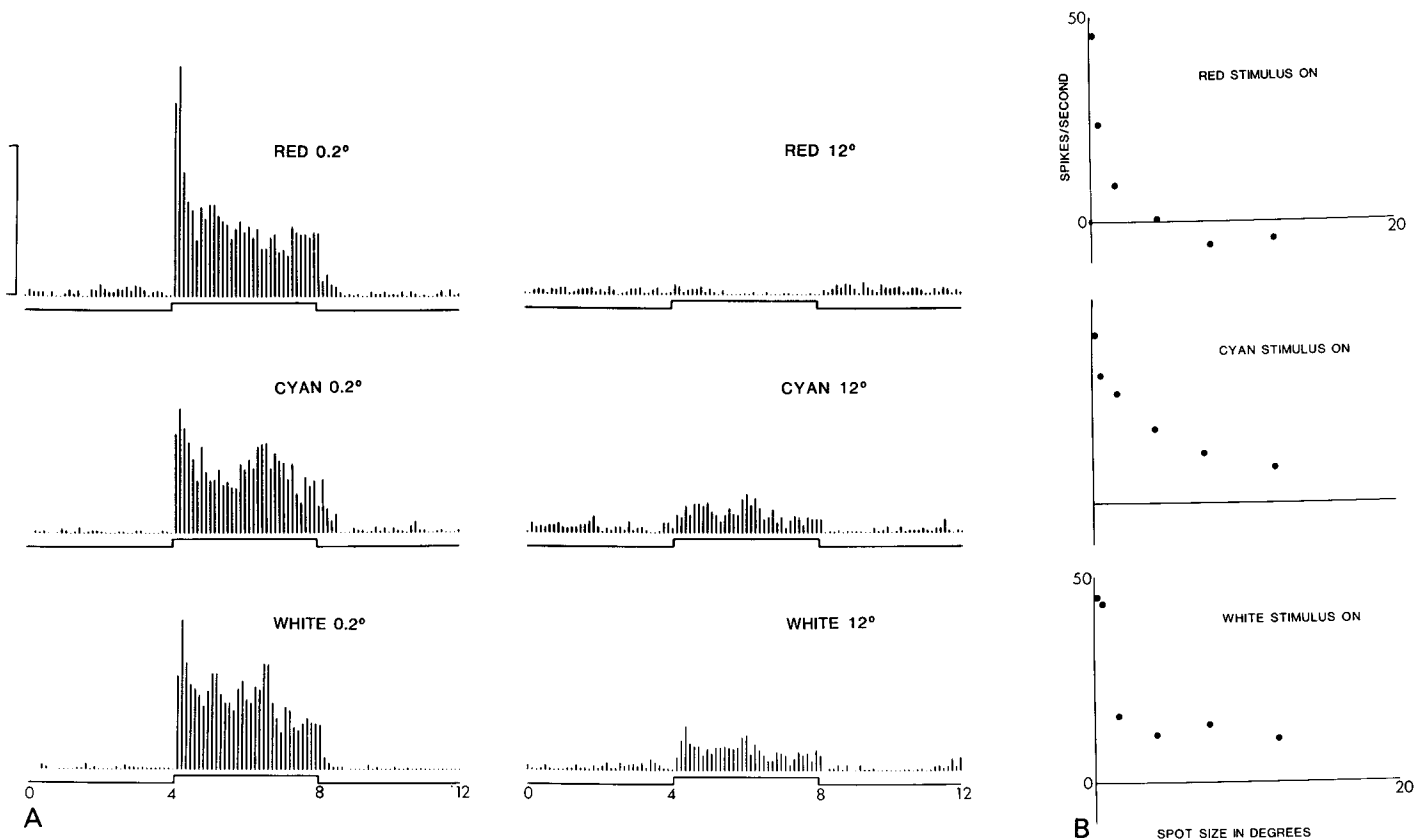 RED 0.2°
RED 12°
CYAN 0.2°
CYAN 12°
WHITE 0.2°
WHITE 12°
0 4 8 12
0 4 8 12
A
50
SPIKES/SECOND
RED STIMULUS ON
0
20
CYAN STIMULUS ON
50
WHITE STIMULUS ON
0
20
B
SPOT SIZE IN DEGREES